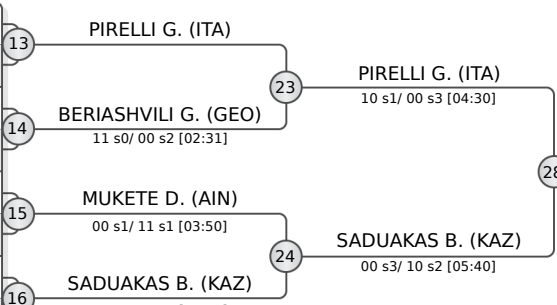 PIRELLI G. (ITA)
13
PIRELLI G. (ITA)
23
10 s1/ 00 s3 [04:30]
BERIASHVILI G. (GEO)
14
11 s0/ 00 s2 [02:31]
28
MUKETE D. (AIN)
15
00 s1/ 11 s1 [03:50]
SADUAKAS B. (KAZ)
24
00 s3/ 10 s2 [05:40]
SADUAKAS B. (KAZ)
16